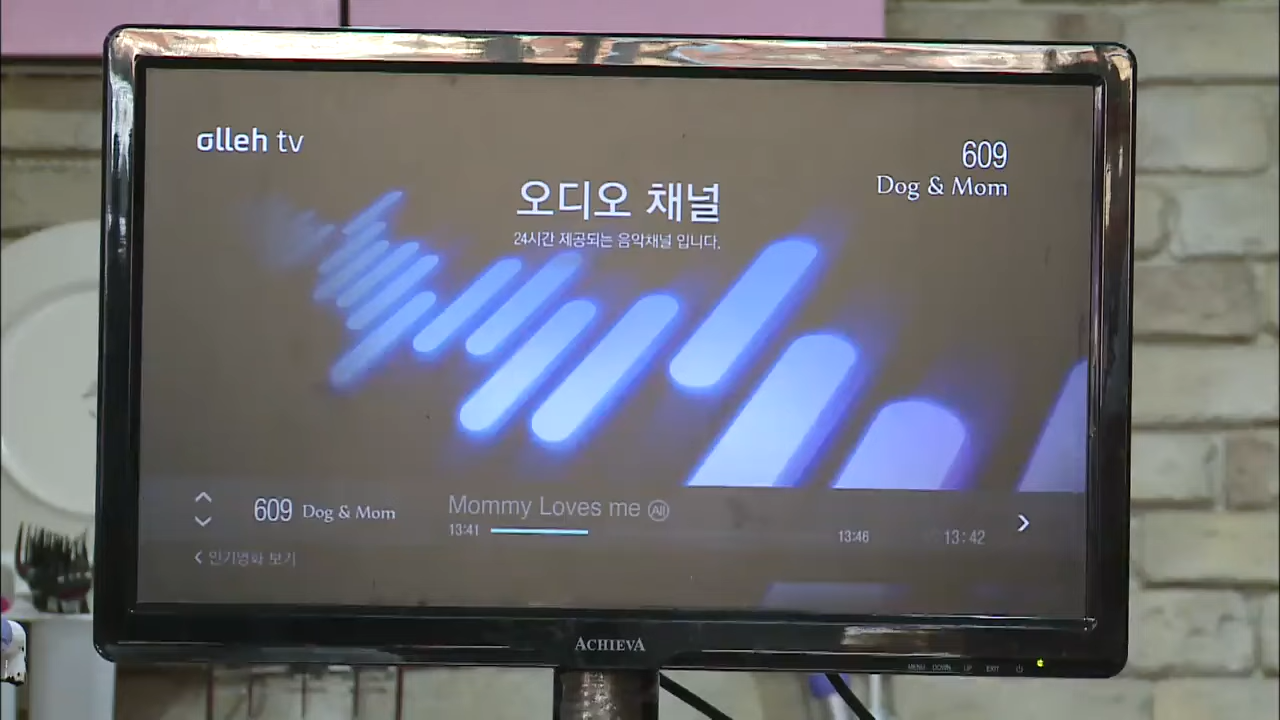 olleh tv
609
Dog & Mom
오디오 채널
24시간 제공되는 음악채널 입니다.
609 Dog & Mom
Mommy Loves me All
13:41
13:46
13:42
인기영화 보기
ACHIEVA
MENU DOWN UP EXIT